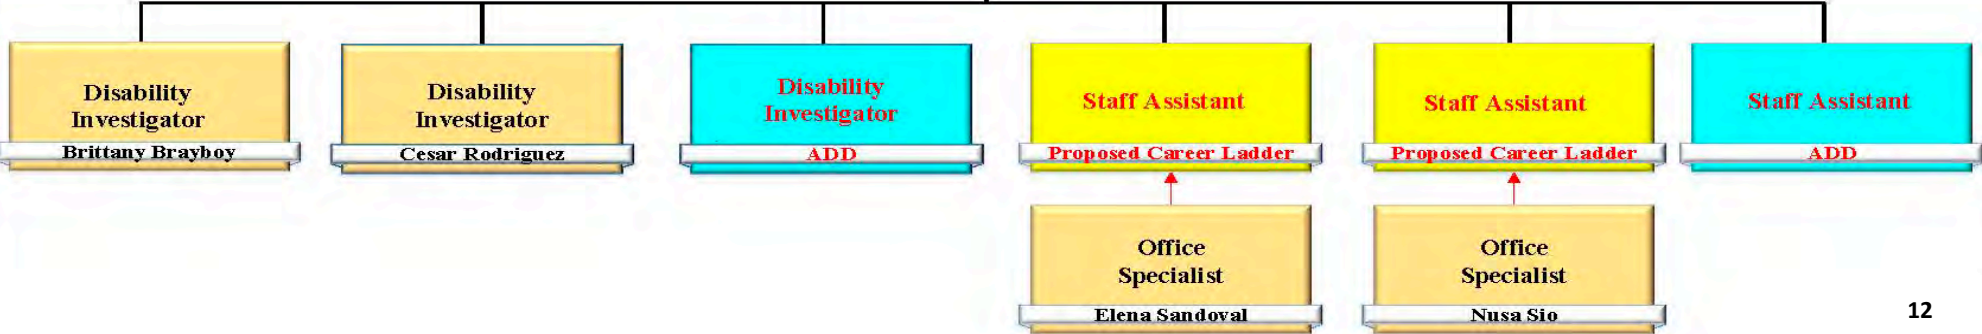 Disability
Investigator
Brittany Brayboy
Disability
Investigator
Cesar Rodriguez
Disability
Investigator
ADD
Staff Assistant
Proposed Career Ladder
Staff Assistant
Proposed Career Ladder
Staff Assistant
ADD
Office
Specialist
Elena Sandoval
Office
Specialist
Nusa Sio
12